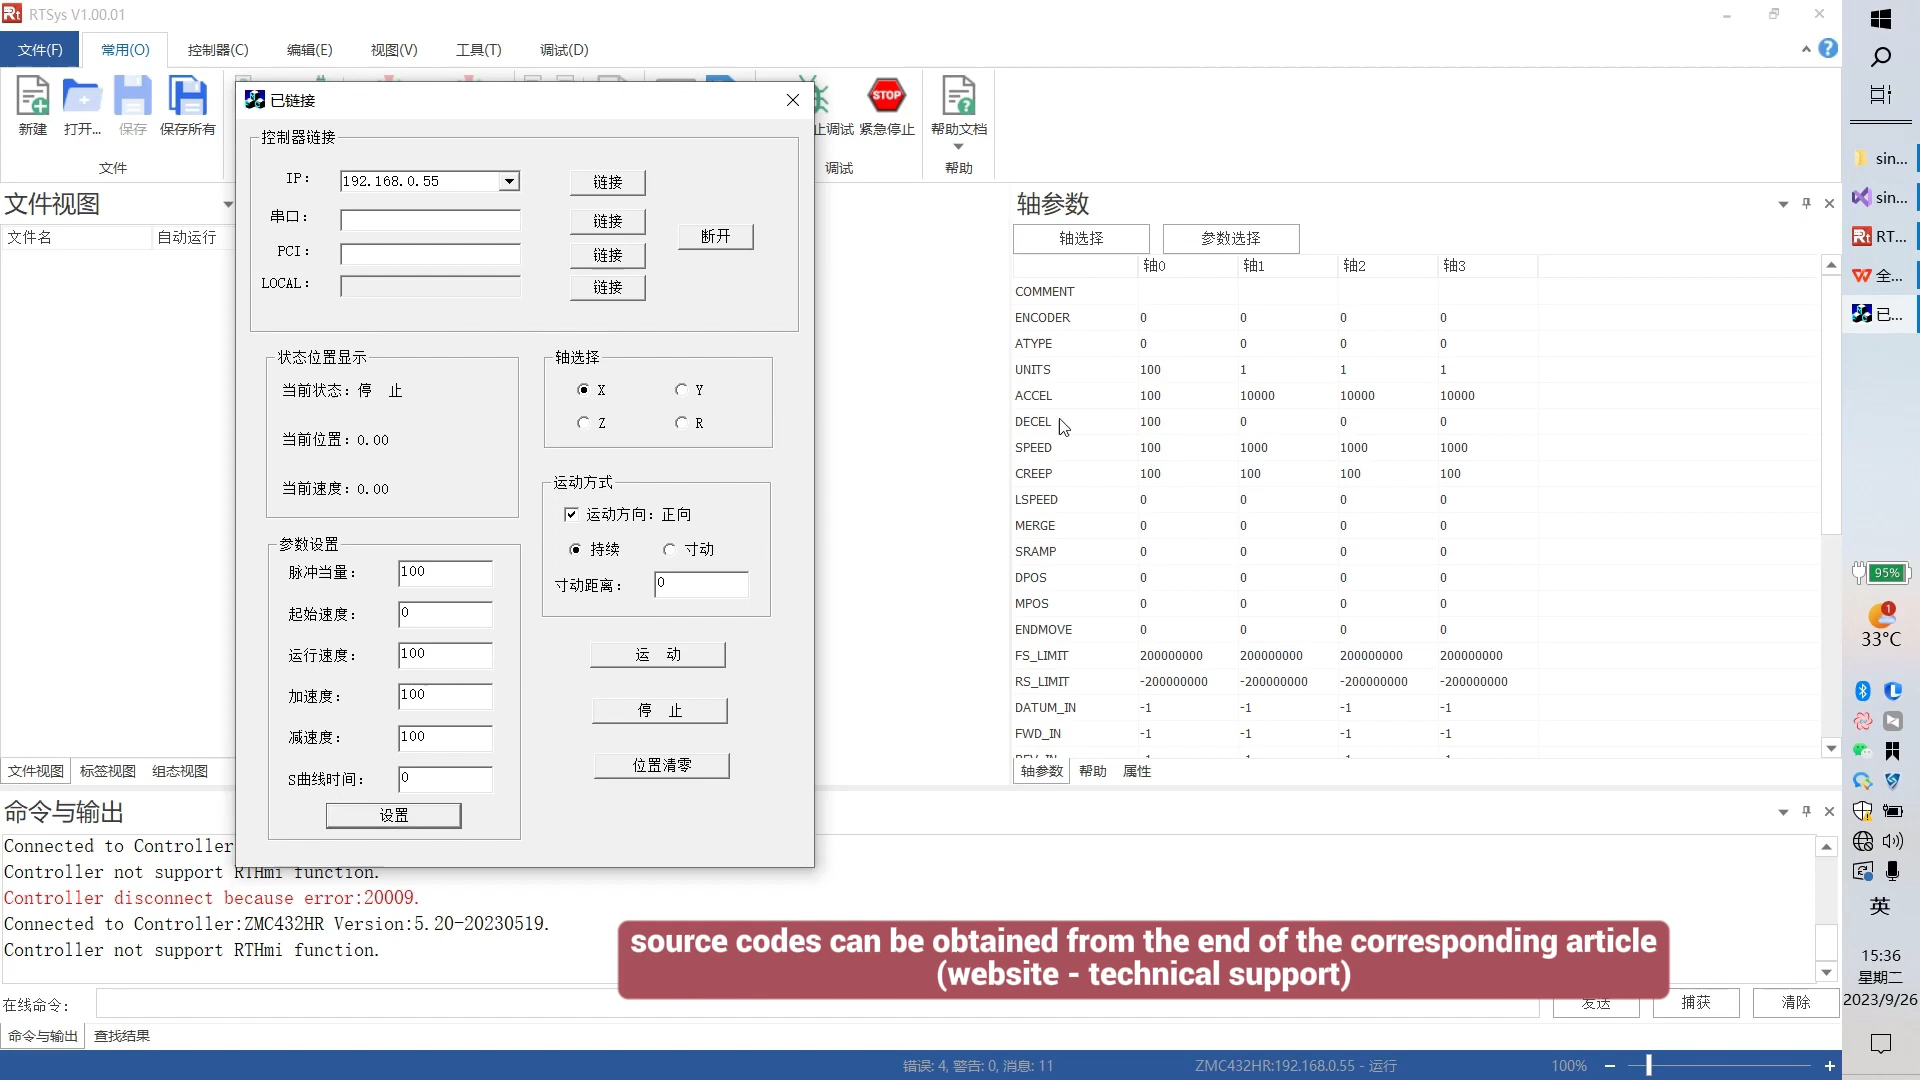 RTSys V1.00.01
文件(F)
常用(O)
控制器(C)
编辑(E)
视图(V)
工具(T)
调试(D)
新建
打开...
保存
保存所有
止调试
紧急停止
帮助文档
文件
调试
帮助
STOP
已链接
控制器链接
IP:
192.168.0.55
链接
串口:
链接
PCI:
链接
断开
LOCAL:
链接
状态位置显示
当前状态: 停 止
当前位置: 0.00
当前速度: 0.00
轴选择
X
Y
Z
R
运动方式
运动方向: 正向
持续
寸动
寸动距离:
0
参数设置
脉冲当量:
100
起始速度:
0
运行速度:
100
加速度:
100
减速度:
100
S曲线时间:
0
设置
运 动
停 止
位置清零
文件视图
文件名
自动运行
文件视图
标签视图
组态视图
轴参数
轴选择
参数选择
轴0 轴1 轴2 轴3
COMMENT
ENCODER 0 0 0 0
ATYPE 0 0 0 0
UNITS 100 1 1 1
ACCEL 100 10000 10000 10000
DECEL 100 0 0 0
SPEED 100 1000 1000 1000
CREEP 100 100 100 100
LSPEED 0 0 0 0
MERGE 0 0 0 0
SRAMP 0 0 0 0
DPOS 0 0 0 0
MPOS 0 0 0 0
ENDMOVE 0 0 0 0
FS_LIMIT 200000000 200000000 200000000 200000000
RS_LIMIT -200000000 -200000000 -200000000 -200000000
DATUM_IN -1 -1 -1 -1
FWD_IN -1 -1 -1 -1
轴参数
帮助
属性
命令与输出
Connected to Controller
Controller not support RTHmi function.
Controller disconnect because error:20009.
Connected to Controller:ZMC432HR Version:5.20-20230519.
Controller not support RTHmi function.
source codes can be obtained from the end of the corresponding article
(website - technical support)
在线命令:
发送
捕获
清除
命令与输出
查找结果
错误: 4, 警告: 0, 消息: 11
ZMC432HR:192.168.0.55 - 运行
100%
sin...
sin...
RT...
全...
已...
95%
1
33°C
英
15:36
星期二
2023/9/26